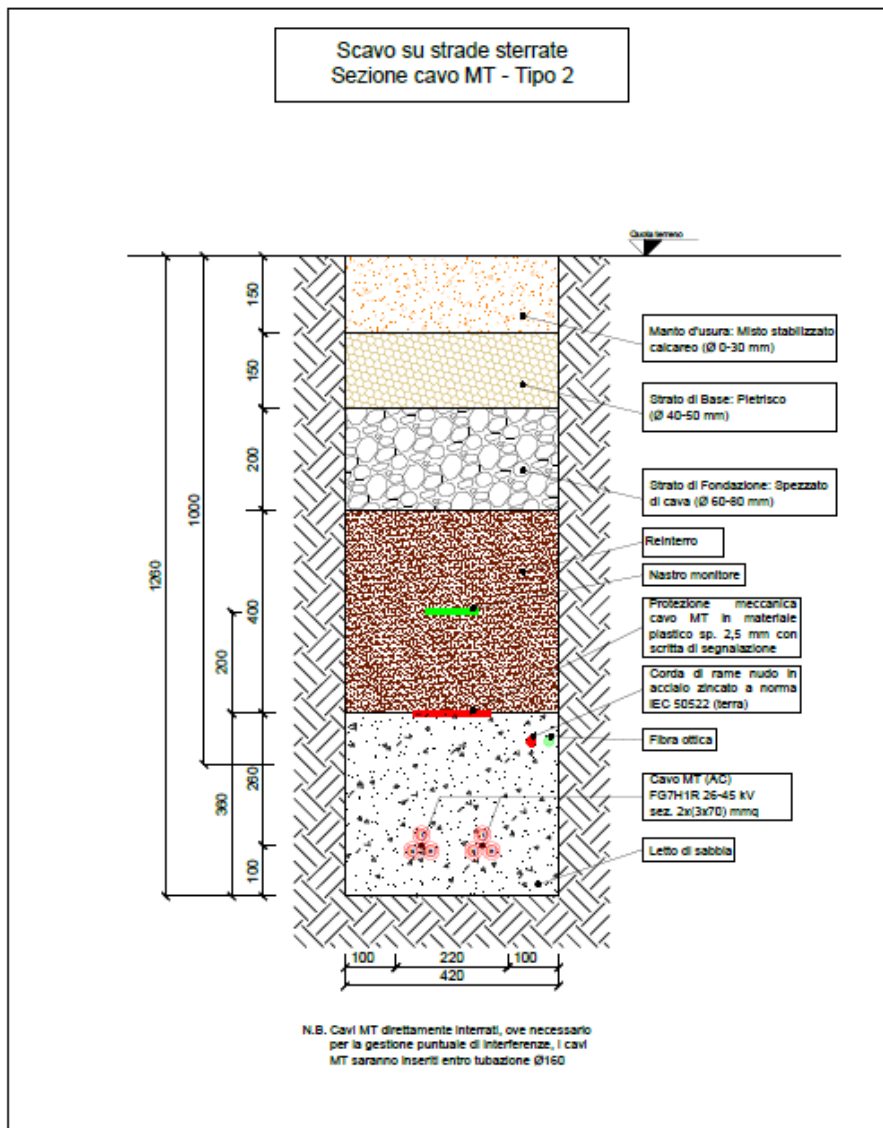 Scavo su strade sterrate
Sezione cavo MT - Tipo 2
Quota terreno
150
150
200
1000
1260
400
200
260
360
100
Manto d'usura: Misto stabilizzato
calcareo (Ø 0-30 mm)
Strato di Base: Pietrisco
(Ø 40-50 mm)
Strato di Fondazione: Spezzato
di cava (Ø 60-80 mm)
Reinterro
Nastro monitore
Protezione meccanica
cavo MT in materiale
plastico sp. 2,5 mm con
scritta di segnalazione
Corda di rame nudo in
acciaio zincato a norma
IEC 50522 (terra)
Fibra ottica
Cavo MT (AC)
FG7H1R 26-45 kV
sez. 2x(3x70) mmq
Letto di sabbia
100 220 100
420
N.B. Cavi MT direttamente interrati, ove necessario
per la gestione puntuale di interferenze, i cavi
MT saranno inseriti entro tubazione Ø160